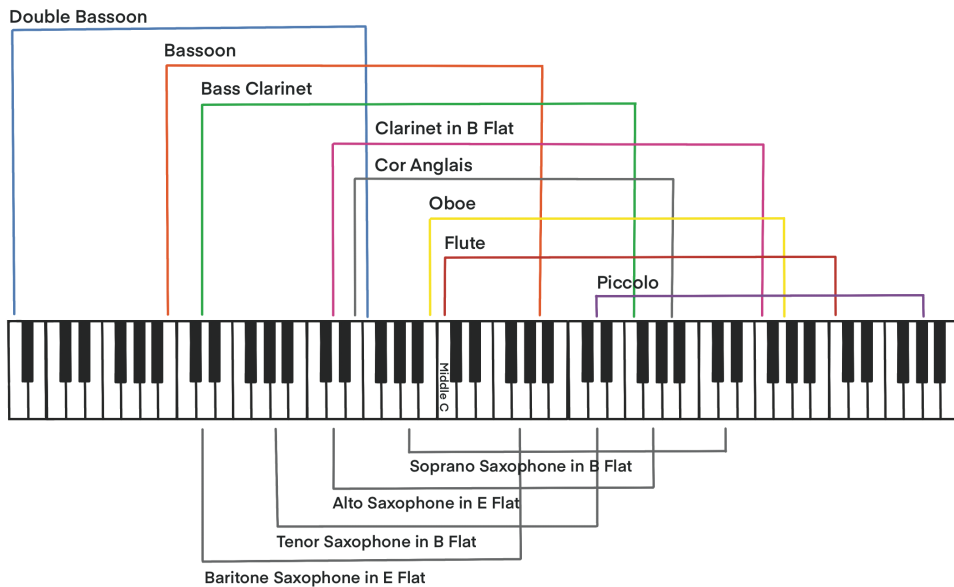 Double Bassoon
Bassoon
Bass Clarinet
Clarinet in B Flat
Cor Anglais
Oboe
Flute
Piccolo
Middle C
Soprano Saxophone in B Flat
Alto Saxophone in E Flat
Tenor Saxophone in B Flat
Baritone Saxophone in E Flat